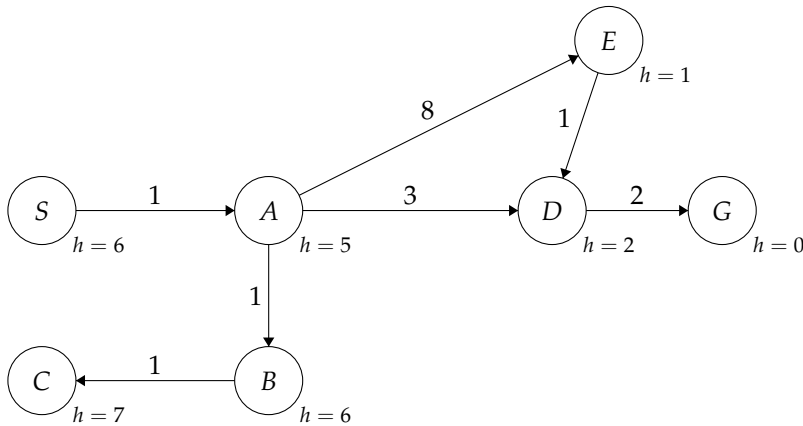 E
h = 1
8
1
S
h = 6
1
A
h = 5
3
D
h = 2
2
G
h = 0
1
C
h = 7
1
B
h = 6